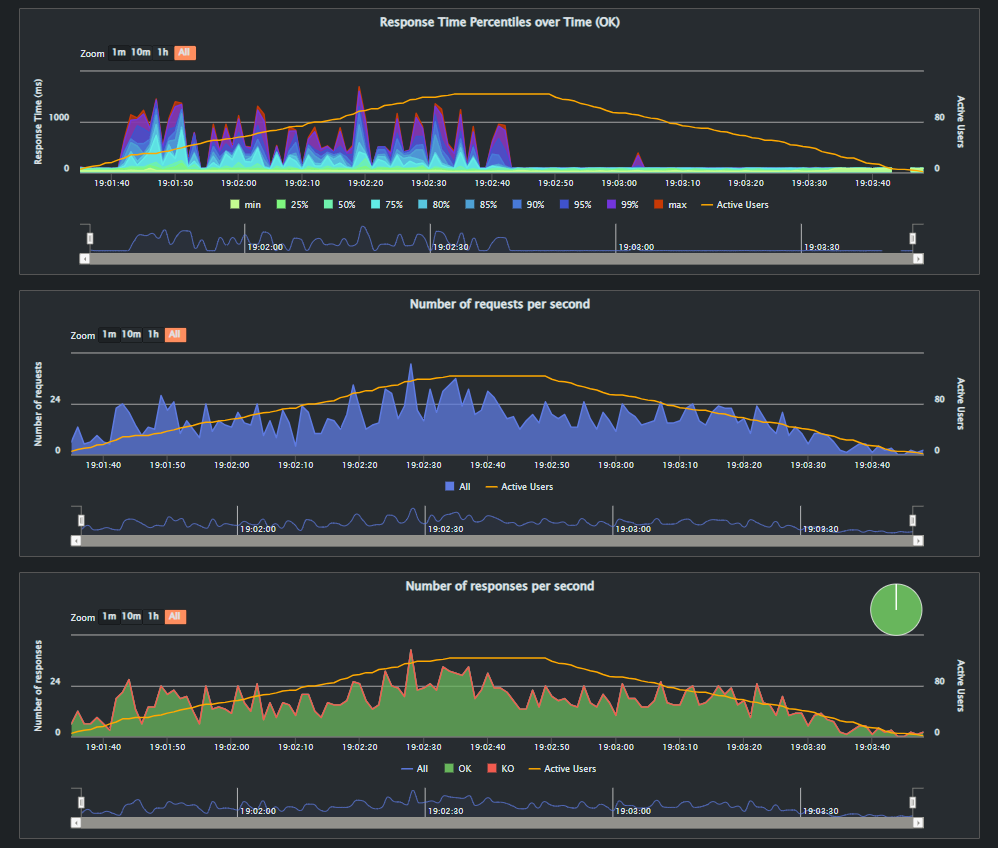 Response Time Percentiles over Time (OK)
Zoom 1m 10m 1h All
Response Time (ms)
1000
0
Active Users
80
0
19:01:40 19:01:50 19:02:00 19:02:10 19:02:20 19:02:30 19:02:40 19:02:50 19:03:00 19:03:10 19:03:20 19:03:30 19:03:40
min 25% 50% 75% 80% 85% 90% 95% 99% max Active Users
19:02:00 19:02:30 19:03:00 19:03:30
Number of requests per second
Zoom 1m 10m 1h All
Number of requests
24
0
Active Users
80
0
19:01:40 19:01:50 19:02:00 19:02:10 19:02:20 19:02:30 19:02:40 19:02:50 19:03:00 19:03:10 19:03:20 19:03:30 19:03:40
All Active Users
19:02:00 19:02:30 19:03:00 19:03:30
Number of responses per second
Zoom 1m 10m 1h All
Number of responses
24
0
Active Users
80
0
19:01:40 19:01:50 19:02:00 19:02:10 19:02:20 19:02:30 19:02:40 19:02:50 19:03:00 19:03:10 19:03:20 19:03:30 19:03:40
All OK KO Active Users
19:02:00 19:02:30 19:03:00 19:03:30